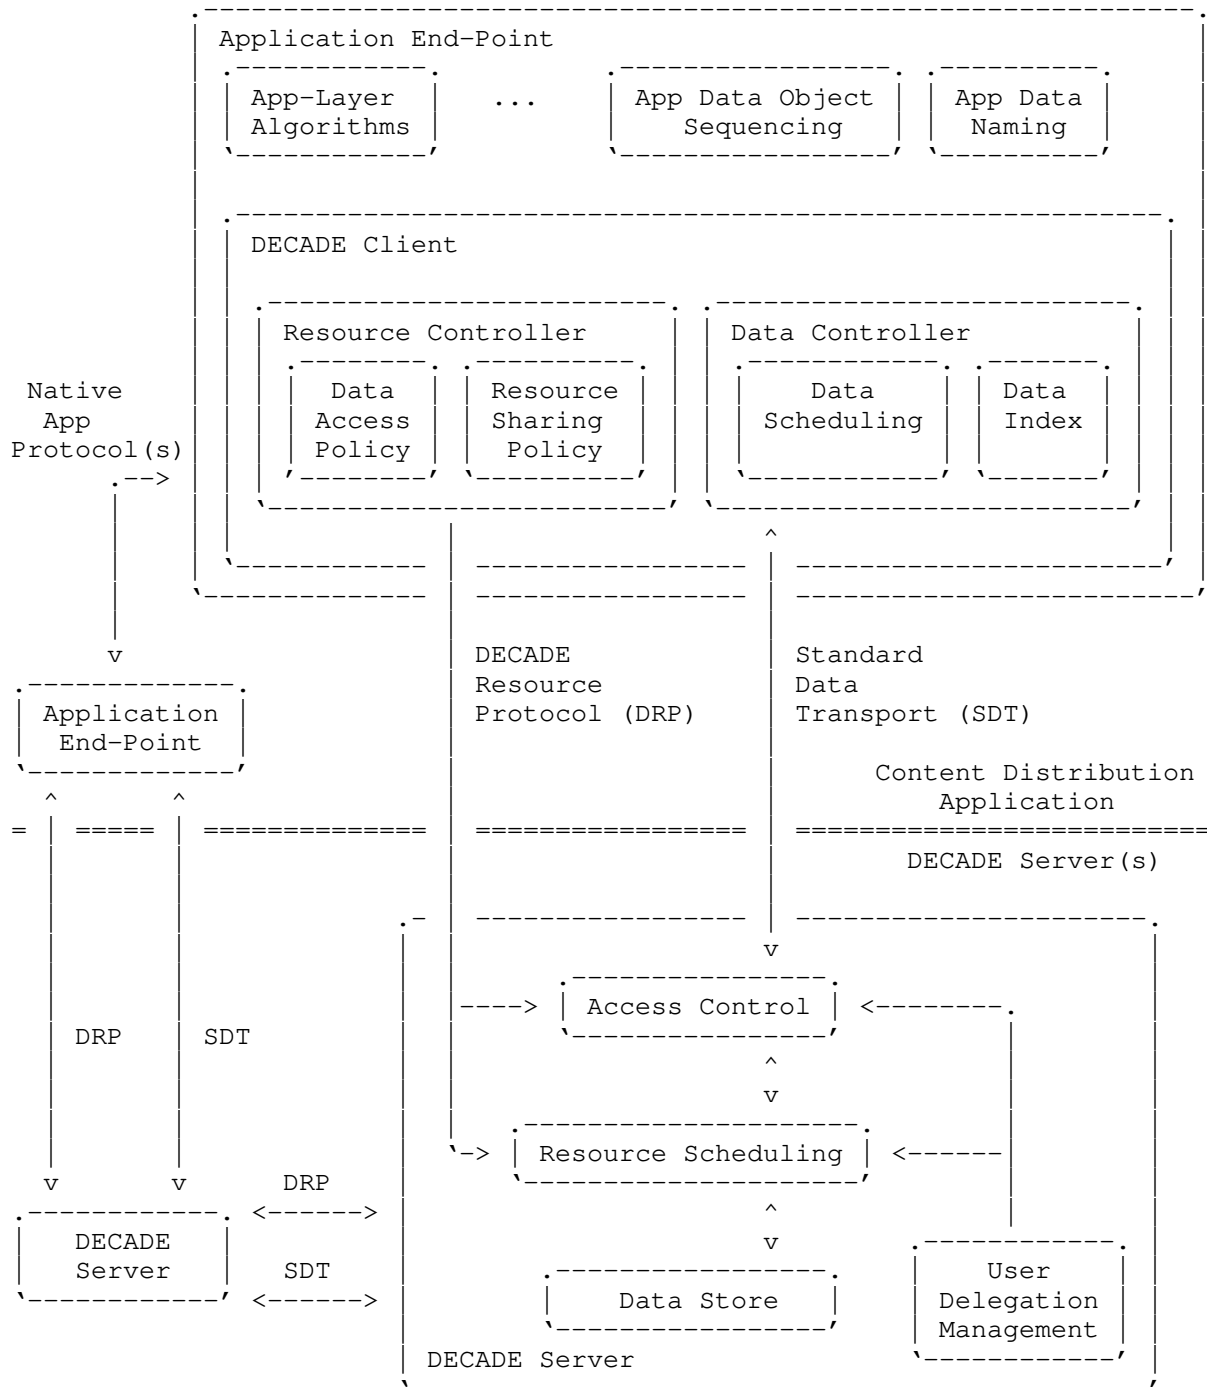 Application End-Point
App-Layer ... App Data Object App Data
Algorithms Sequencing Naming
DECADE Client
Resource Controller Data Controller
Data Resource Data Data
Native Access Sharing Scheduling Index
App Policy Policy
Protocol(s)
DECADE Standard
Resource Data
Protocol (DRP) Transport (SDT)
Application
End-Point
Content Distribution
Application
DECADE Server(s)
Access Control
DRP SDT
Resource Scheduling
DRP
DECADE
Server SDT
User
Data Store Delegation
Management
DECADE Server